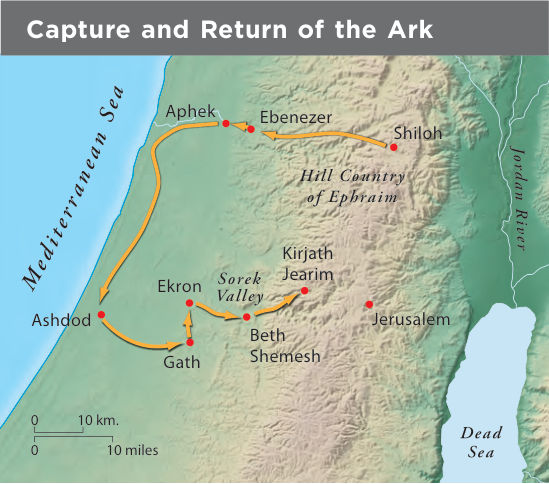 Capture and Return of the Ark
Mediterranean Sea
Aphek
Ebenezer
Shiloh
Jordan River
Hill Country
of Ephraim
Kirjath
Jearim
Sorek
Valley
Ekron
Ashdod
Gath
Beth
Shemesh
Jerusalem
0 10 km.
0 10 miles
Dead
Sea